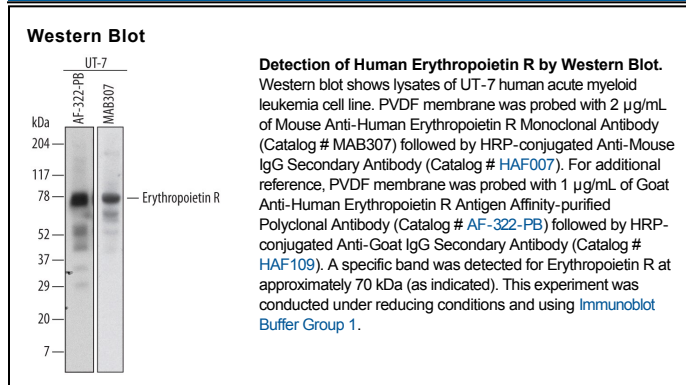 Western Blot
UT-7
AF-322-PB
MAB307
kDa
204
117
78
Erythropoietin R
52
37
29
20
7
Detection of Human Erythropoietin R by Western Blot.
Western blot shows lysates of UT-7 human acute myeloid
leukemia cell line. PVDF membrane was probed with 2 µg/mL
of Mouse Anti-Human Erythropoietin R Monoclonal Antibody
(Catalog # MAB307) followed by HRP-conjugated Anti-Mouse
IgG Secondary Antibody (Catalog # HAF007). For additional
reference, PVDF membrane was probed with 1 µg/mL of Goat
Anti-Human Erythropoietin R Antigen Affinity-purified
Polyclonal Antibody (Catalog # AF-322-PB) followed by HRP-
conjugated Anti-Goat IgG Secondary Antibody (Catalog #
HAF109). A specific band was detected for Erythropoietin R at
approximately 70 kDa (as indicated). This experiment was
conducted under reducing conditions and using Immunoblot
Buffer Group 1.